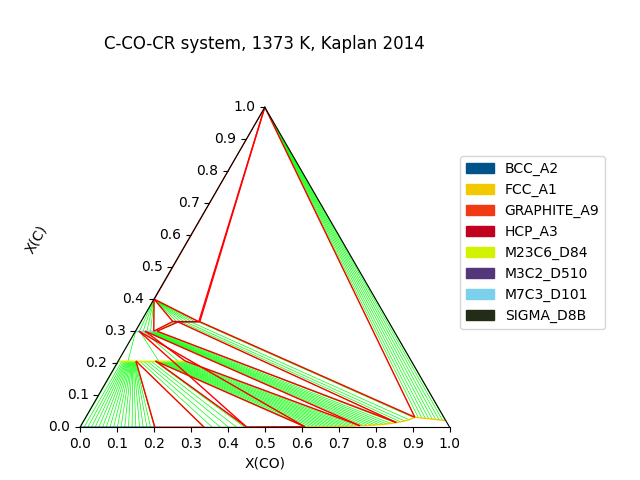 C-CO-CR system, 1373 K, Kaplan 2014
1.0
0.9
0.8
0.7
0.6
0.5
0.4
0.3
0.2
0.1
0.0
X(C)
0.0 0.1 0.2 0.3 0.4 0.5 0.6 0.7 0.8 0.9 1.0
X(CO)
BCC_A2
FCC_A1
GRAPHITE_A9
HCP_A3
M23C6_D84
M3C2_D510
M7C3_D101
SIGMA_D8B